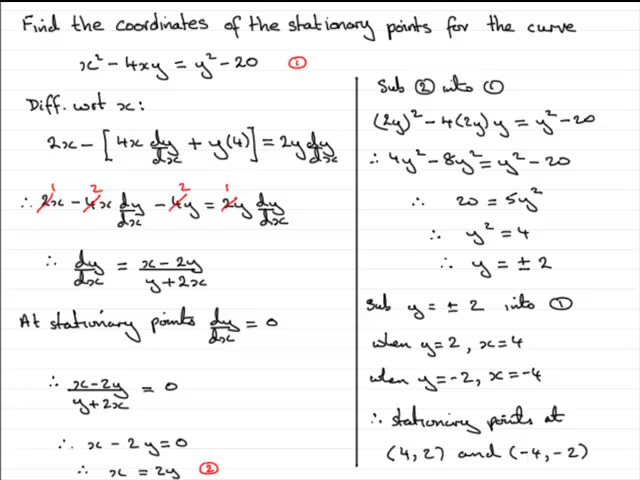 Find the coordinates of the stationary points for the curve
x² - 4xy = y² - 20 ①
Diff. wrt x:
2x - [4x dy/dx + y(4)] = 2y dy/dx
∴ 2x - 4x dy/dx - 4y = 2y dy/dx
1 2 2 1
∴ dy/dx = (x - 2y)/(y + 2x)
At stationary points dy/dx = 0
∴ (x - 2y)/(y + 2x) = 0
∴ x - 2y = 0
∴ x = 2y ②
Sub ② into ①
(2y)² - 4(2y)y = y² - 20
∴ 4y² - 8y² = y² - 20
∴ 20 = 5y²
∴ y² = 4
∴ y = ± 2
Sub y = ± 2 into ①
when y = 2, x = 4
when y = -2, x = -4
∴ stationary points at
(4, 2) and (-4, -2)